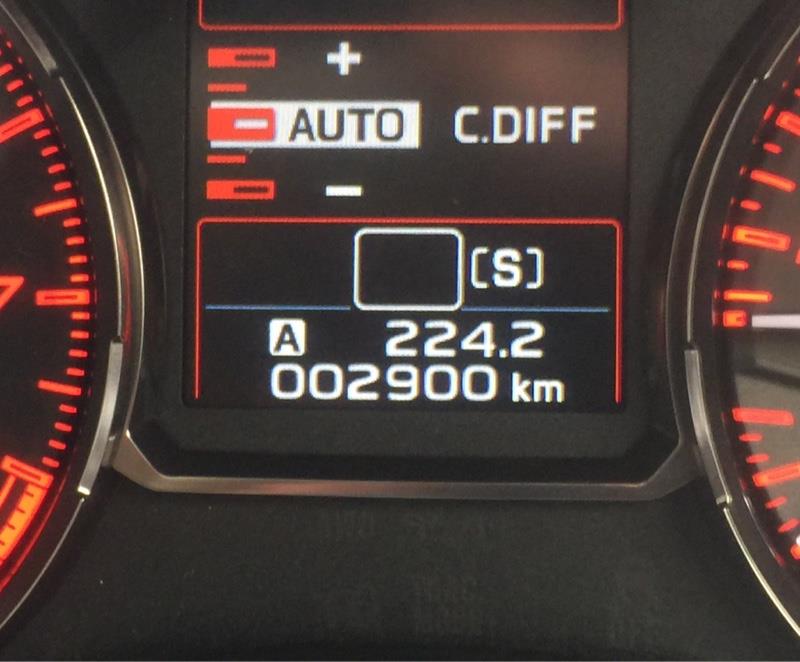 +
AUTO C.DIFF
−
[S]
A 224.2
002900 km